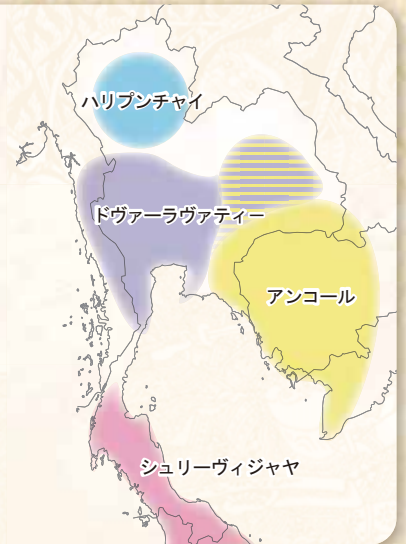 ハリプンチャイ
ドヴァーラヴァティー
アンコール
シュリーヴィジャヤ